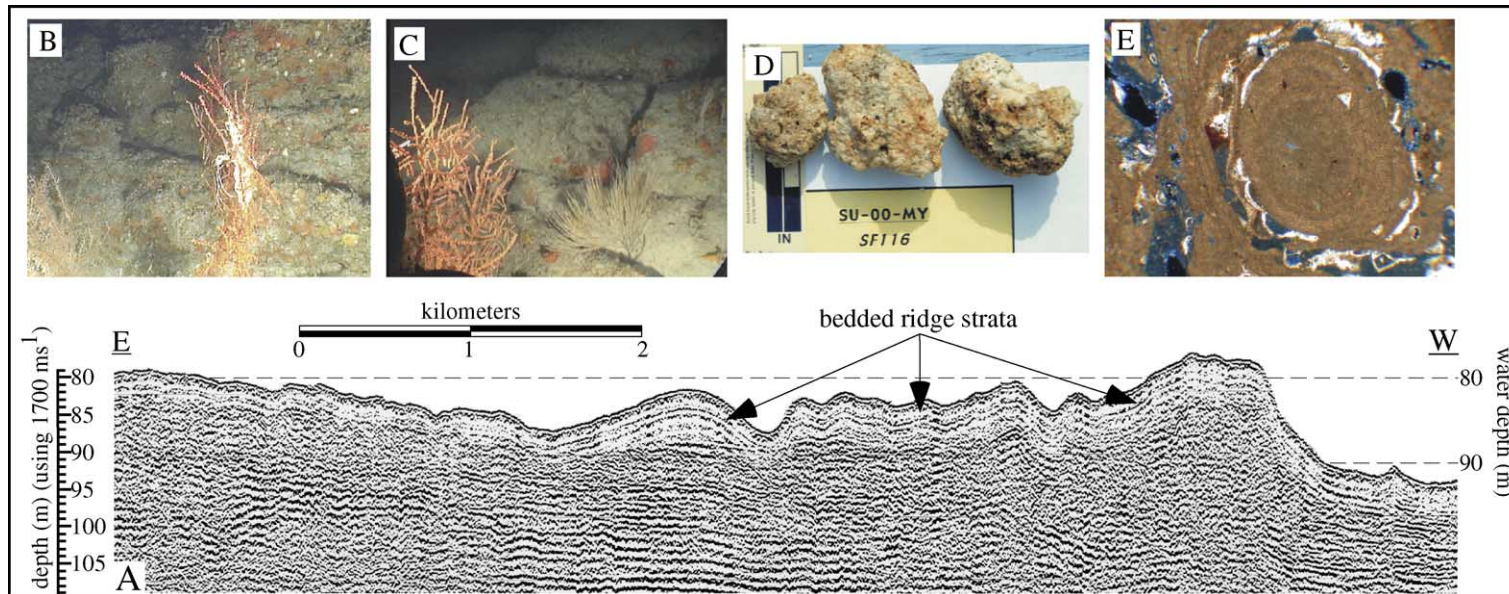 B
C
D
E
SU-00-MY
SF116
IN
kilometers
0 1 2
E
bedded ridge strata
W
depth (m) (using 1700 ms-1)
80
85
90
95
100
105
80
90
water depth (m)
A